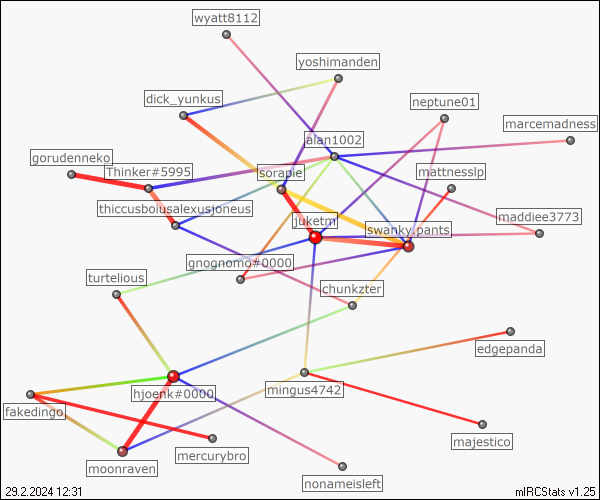 wyatt8112
yoshimanden
dick_yunkus
neptune01
marcemadness
alan1002
gorudenneko
Thinker#5995
sorapie
mattnesslp
thiccusboiusalexusjoneus
maddiee3773
juketm
swanky.pants
gnognomo#0000
turtelious
chunkzter
edgepanda
hjoenk#0000
mingus4742
fakedingo
majestico
mercurybro
moonraven
nonameisleft
29.2.2024 12:31
mIRCStats v1.25